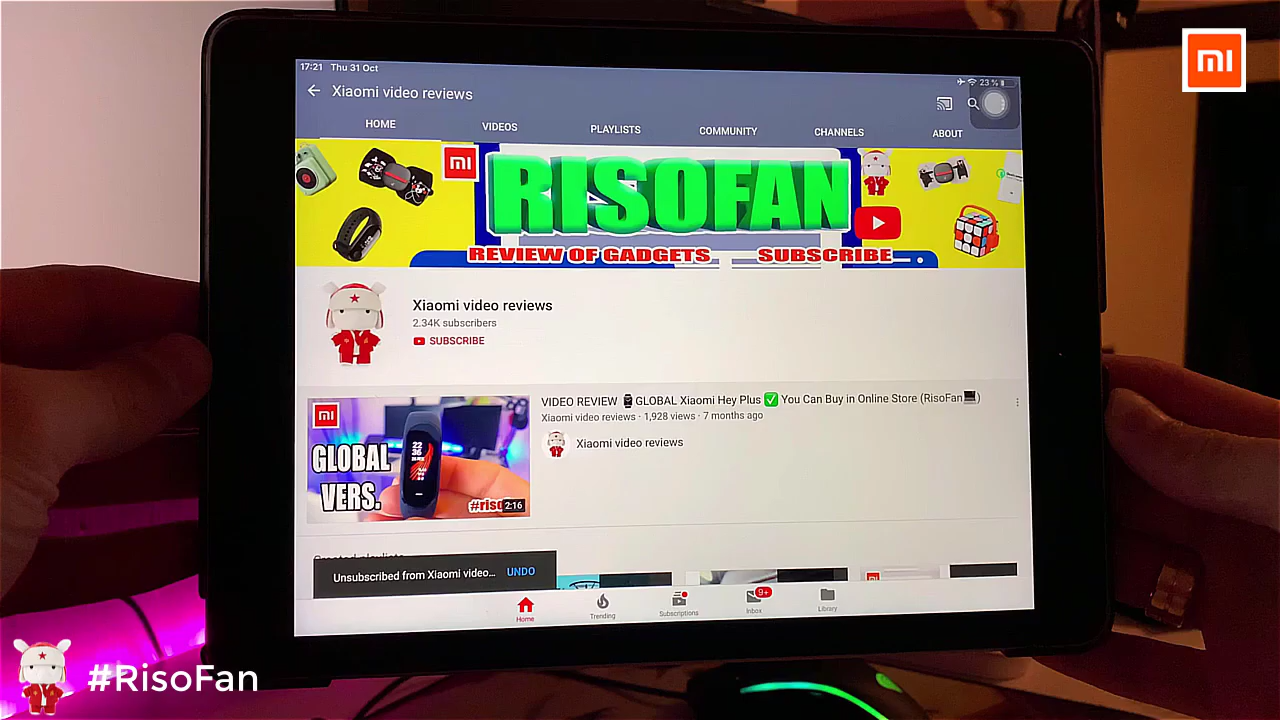 mi
17:21 Thu 31 Oct
23 %
Xiaomi video reviews
HOME VIDEOS PLAYLISTS COMMUNITY CHANNELS ABOUT
mi
RISOFAN
REVIEW OF GADGETS SUBSCRIBE
Xiaomi video reviews
2.34K subscribers
SUBSCRIBE
mi
GLOBAL
VERS.
2:16
VIDEO REVIEW ⌚GLOBAL Xiaomi Hey Plus ✅ You Can Buy in Online Store (RisoFan💻)
Xiaomi video reviews · 1,928 views · 7 months ago
Xiaomi video reviews
Created playlists
Unsubscribed from Xiaomi video... UNDO
mi
9+
Home Trending Subscriptions Inbox Library
#RisoFan